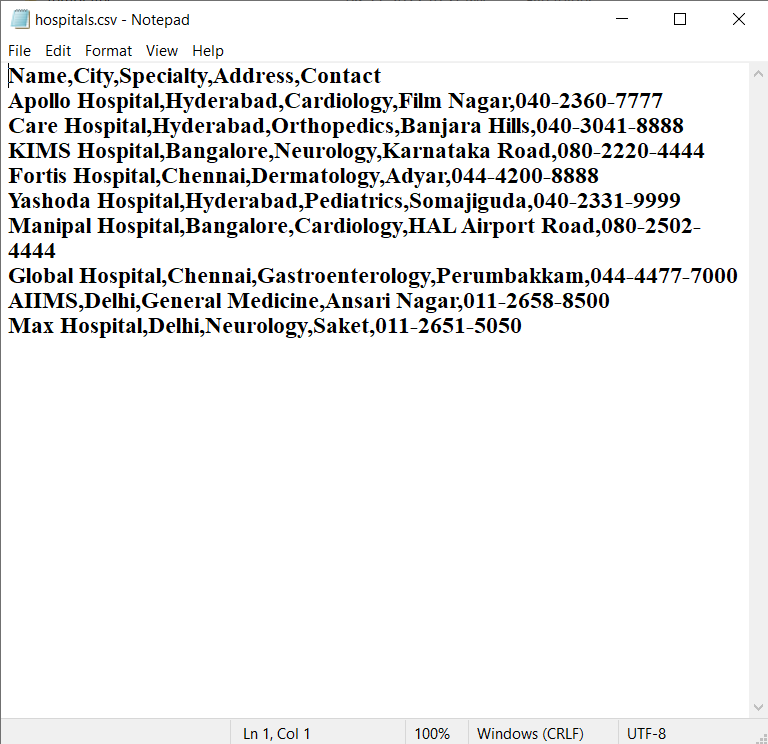 hospitals.csv - Notepad
File Edit Format View Help
Name,City,Specialty,Address,Contact
Apollo Hospital,Hyderabad,Cardiology,Film Nagar,040-2360-7777
Care Hospital,Hyderabad,Orthopedics,Banjara Hills,040-3041-8888
KIMS Hospital,Bangalore,Neurology,Karnataka Road,080-2220-4444
Fortis Hospital,Chennai,Dermatology,Adyar,044-4200-8888
Yashoda Hospital,Hyderabad,Pediatrics,Somajiguda,040-2331-9999
Manipal Hospital,Bangalore,Cardiology,HAL Airport Road,080-2502-
4444
Global Hospital,Chennai,Gastroenterology,Perumbakkam,044-4477-7000
AIIMS,Delhi,General Medicine,Ansari Nagar,011-2658-8500
Max Hospital,Delhi,Neurology,Saket,011-2651-5050
Ln 1, Col 1 100% Windows (CRLF) UTF-8